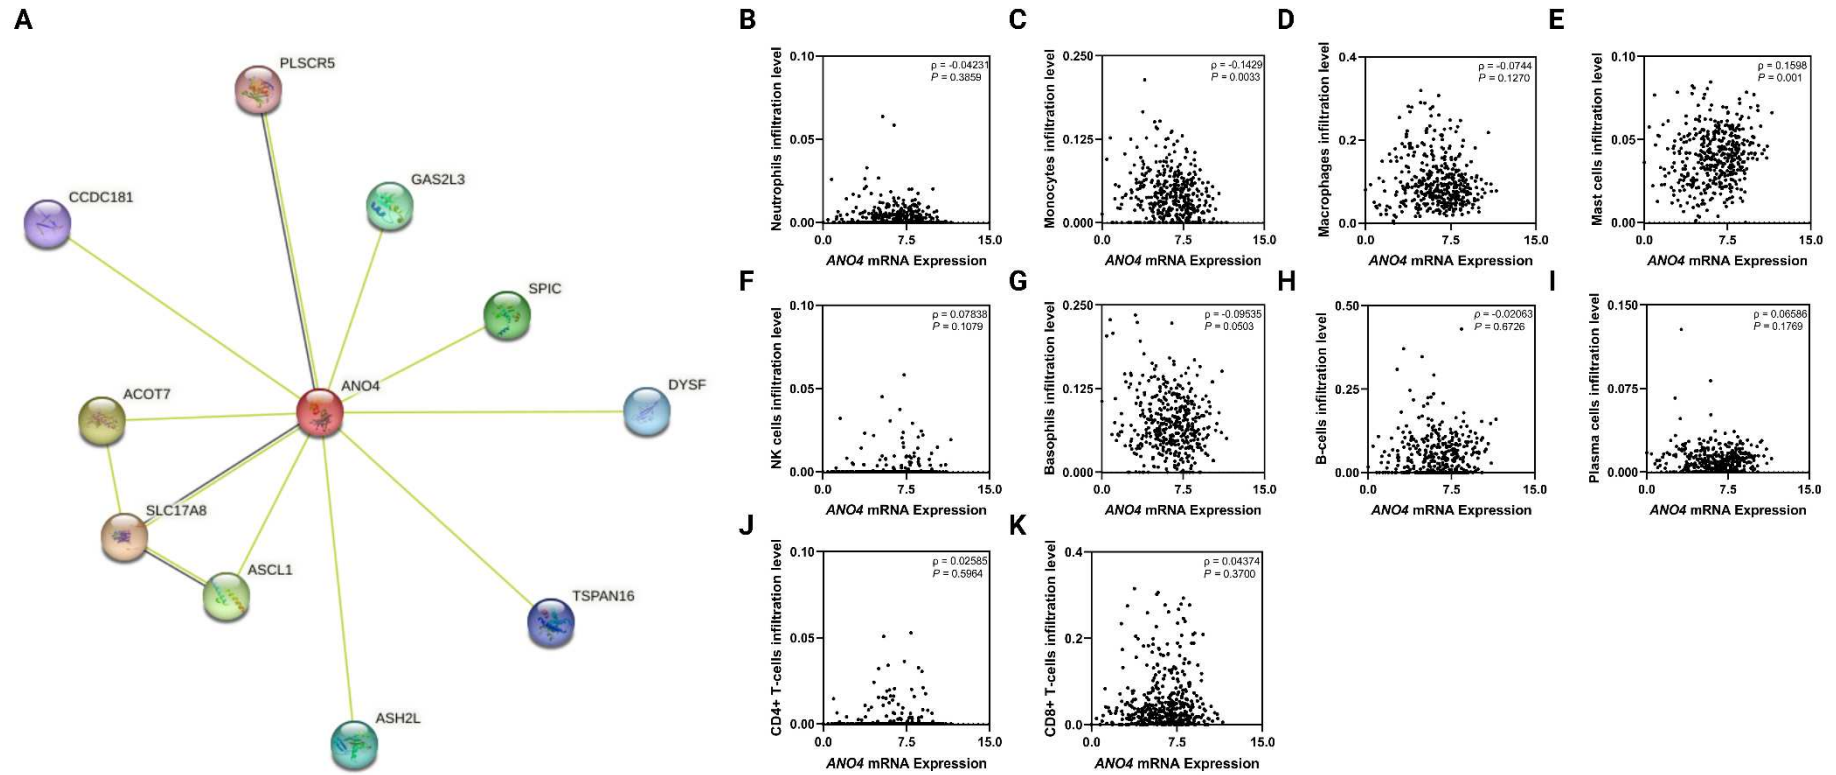 A
PLSCR5
GAS2L3
CCDC181
SPIC
ANO4
DYSF
ACOT7
SLC17A8
ASCL1
TSPAN16
ASH2L
B
Neutrophils infiltration level
0.10
0.05
0.00
ρ = -0.04231
P = 0.3859
0.0 7.5 15.0
ANO4 mRNA Expression
C
Monocytes infiltration level
0.250
0.125
0.000
ρ = -0.1429
P = 0.0033
0.0 7.5 15.0
ANO4 mRNA Expression
D
Macrophages infiltration level
0.4
0.2
0.0
ρ = -0.0744
P = 0.1270
0.0 7.5 15.0
ANO4 mRNA Expression
E
Mast cells infiltration level
0.10
0.05
0.00
ρ = 0.1598
P = 0.001
0.0 7.5 15.0
ANO4 mRNA Expression
F
NK cells infiltration level
0.10
0.05
0.00
ρ = 0.07838
P = 0.1079
0.0 7.5 15.0
ANO4 mRNA Expression
G
Basophils infiltration level
0.250
0.125
0.000
ρ = -0.09535
P = 0.0503
0.0 7.5 15.0
ANO4 mRNA Expression
H
B-cells infiltration level
0.50
0.25
0.00
ρ = -0.02063
P = 0.6726
0.0 7.5 15.0
ANO4 mRNA Expression
I
Plasma cells infiltration level
0.150
0.075
0.000
ρ = 0.06586
P = 0.1769
0.0 7.5 15.0
ANO4 mRNA Expression
J
CD4+ T-cells infiltration level
0.10
0.05
0.00
ρ = 0.02585
P = 0.5964
0.0 7.5 15.0
ANO4 mRNA Expression
K
CD8+ T-cells infiltration level
0.4
0.2
0.0
ρ = 0.04374
P = 0.3700
0.0 7.5 15.0
ANO4 mRNA Expression